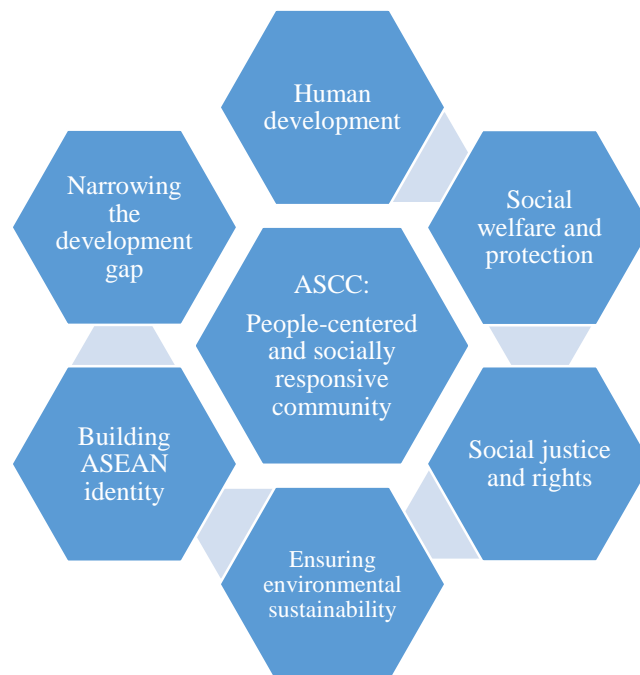 Human
development
Social
welfare and
protection
Social justice
and rights
Ensuring
environmental
sustainability
Building
ASEAN
identity
Narrowing
the
development
gap
ASCC:
People-centered
and socially
responsive
community